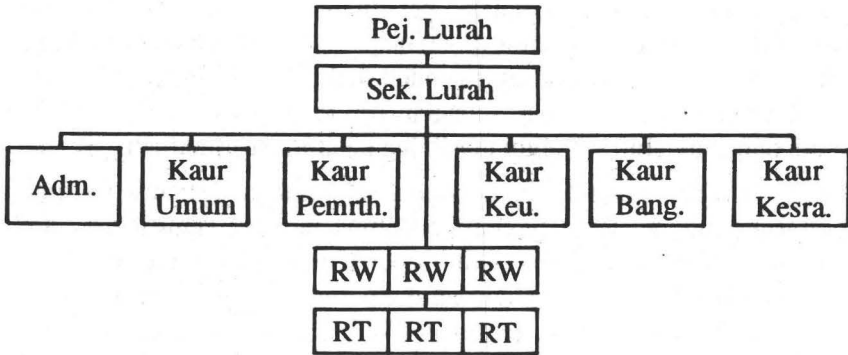 Pej. Lurah
Sek. Lurah
Adm.
Kaur
Umum
Kaur
Pemrth.
Kaur
Keu.
Kaur
Bang.
Kaur
Kesra.
RW RW RW
RT RT RT